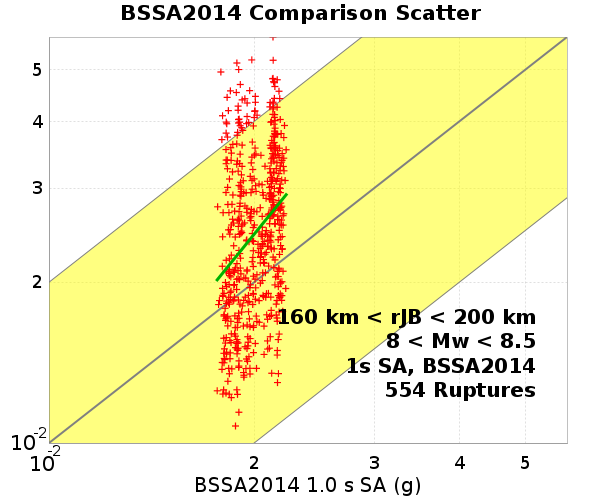 BSSA2014 Comparison Scatter
5
4
3
2
10-2
160 km < rJB < 200 km
8 < Mw < 8.5
1s SA, BSSA2014
554 Ruptures
10-2
2
3
4
5
BSSA2014 1.0 s SA (g)